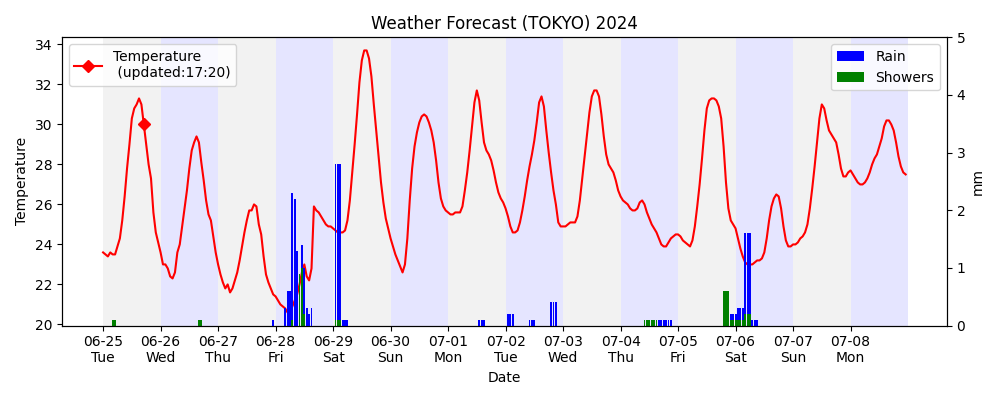 Weather Forecast (TOKYO) 2024
34
32
30
28
26
24
22
20
Temperature
Temperature
(updated:17:20)
Rain
Showers
5
4
3
2
1
0
mm
06-25 06-26 06-27 06-28 06-29 06-30 07-01 07-02 07-03 07-04 07-05 07-06 07-07 07-08
Tue Wed Thu Fri Sat Sun Mon Tue Wed Thu Fri Sat Sun Mon
Date